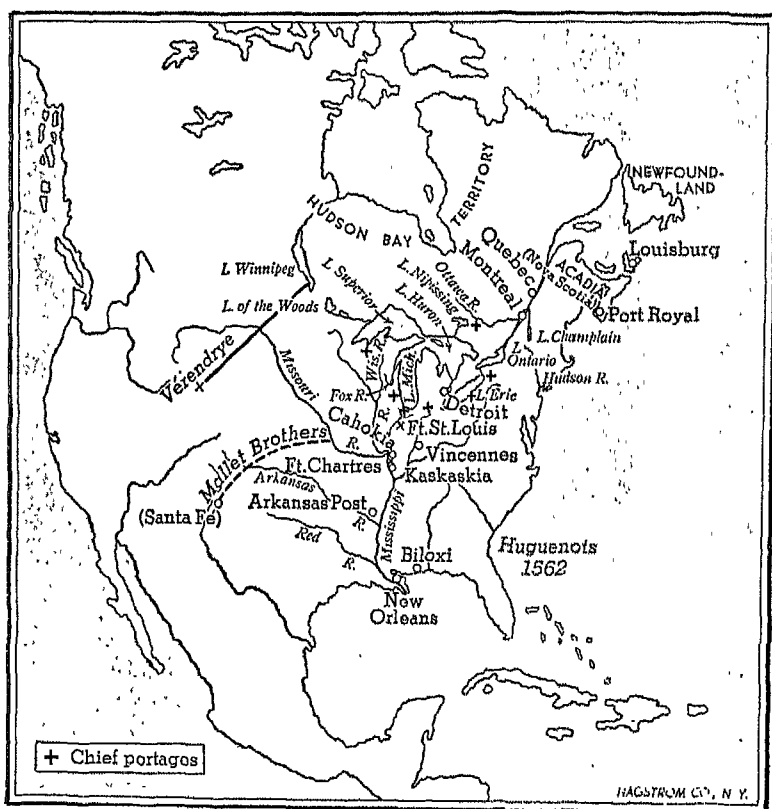 NEWFOUND-
LAND
TERRITORY
HUDSON BAY
Louisburg
Quebec
ACADIA
(Nova Scotia)
Montreal
Port Royal
L Winnipeg
L. Superior
Ottawa R.
L. Nipissing
L. Huron
L. of the Woods
L. Champlain
L.
Ontario
Hudson R.
Vérendrye
Missouri
R.
Wis. R.
L. Mich.
Fox R.
R.
L. Erie
Detroit
Cahokia
Ft. St. Louis
Mallet Brothers
Vincennes
Ft. Chartres
Kaskaskia
Arkansas
R.
Arkansas Post
(Santa Fe)
Mississippi
Red
R.
Biloxi
Huguenots
1562
New
Orleans
+ Chief portagos
HAGSTROM CO., N. Y.